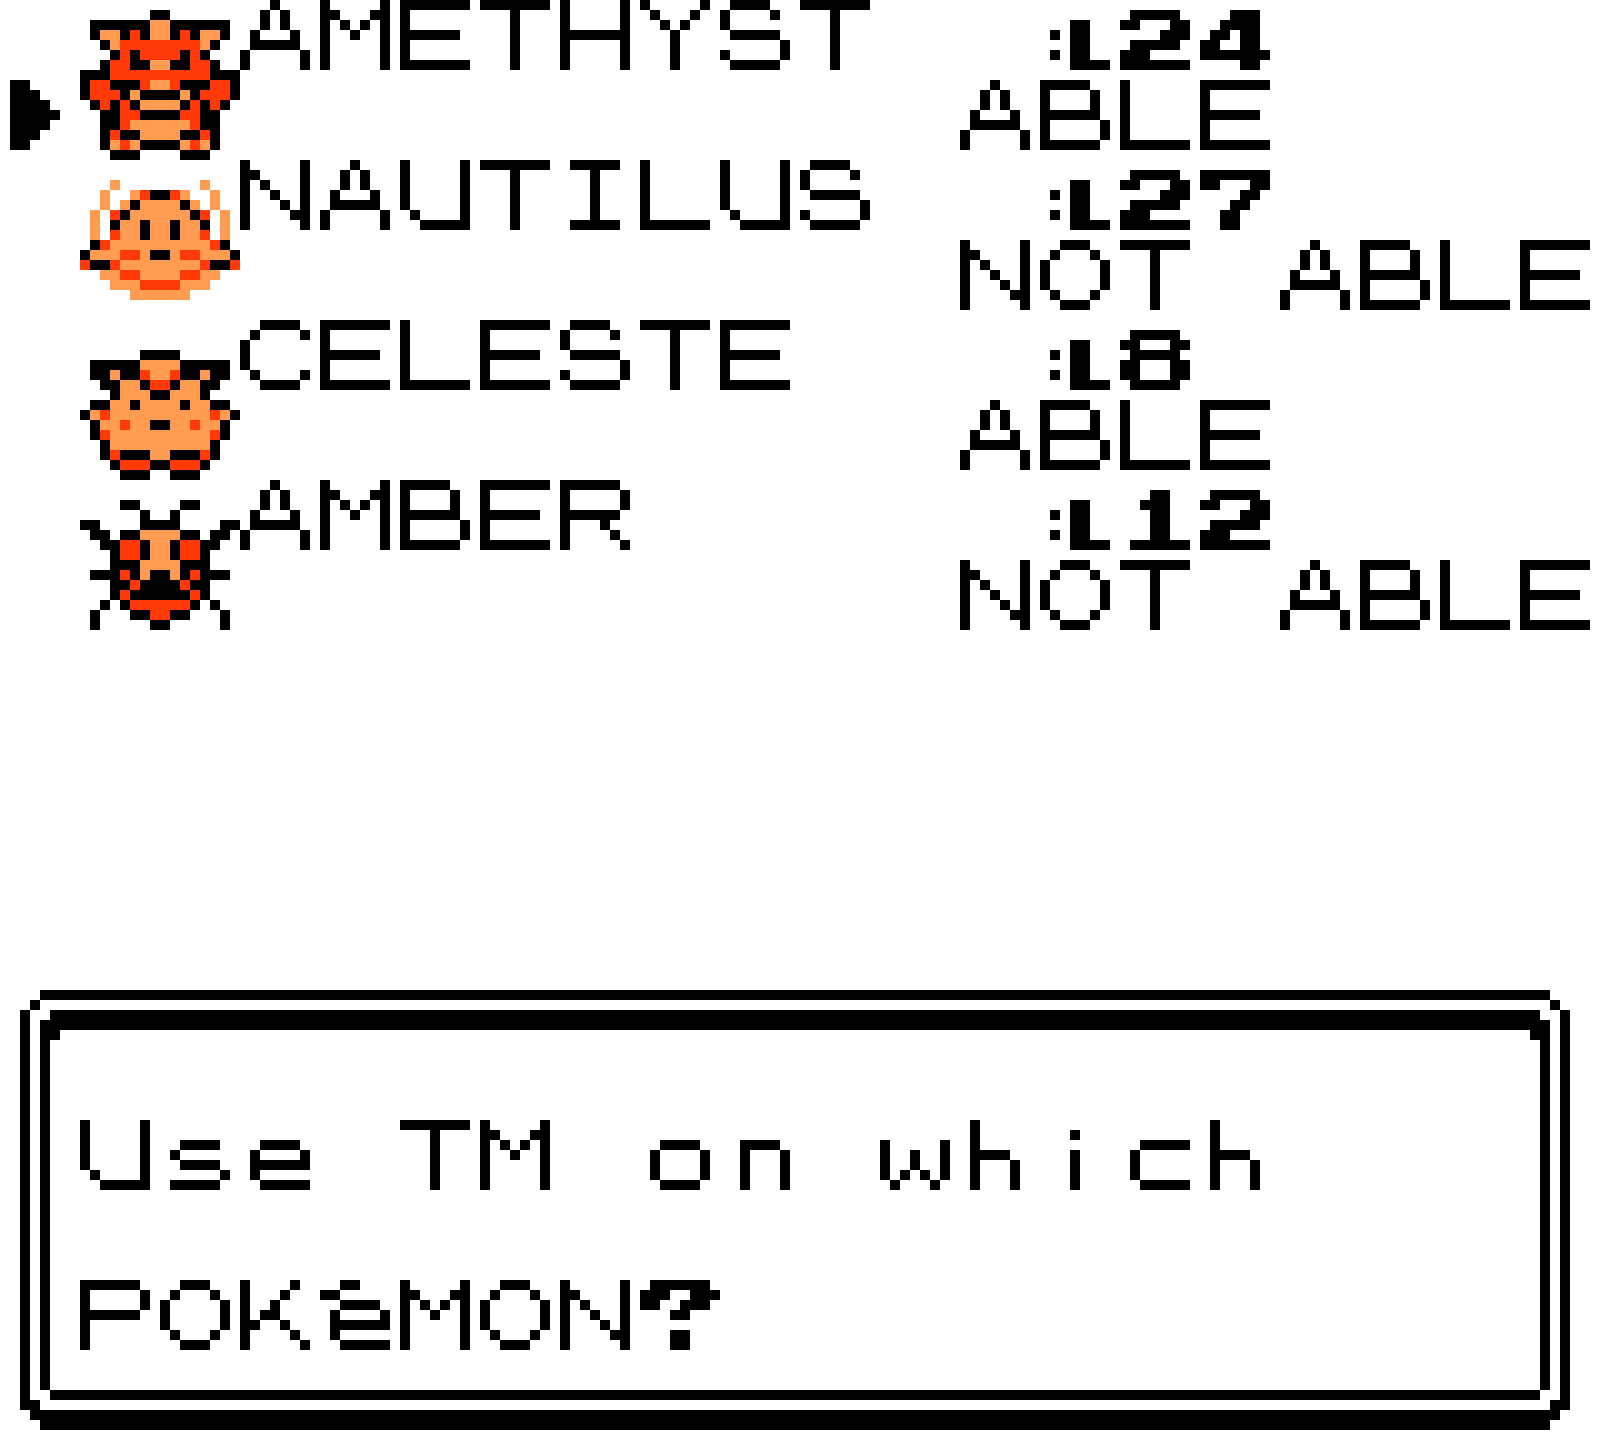 AMETHYST :L24
ABLE
NAUTILUS :L27
NOT ABLE
CELESTE :L8
ABLE
AMBER :L12
NOT ABLE
Use TM on which
POKéMON?